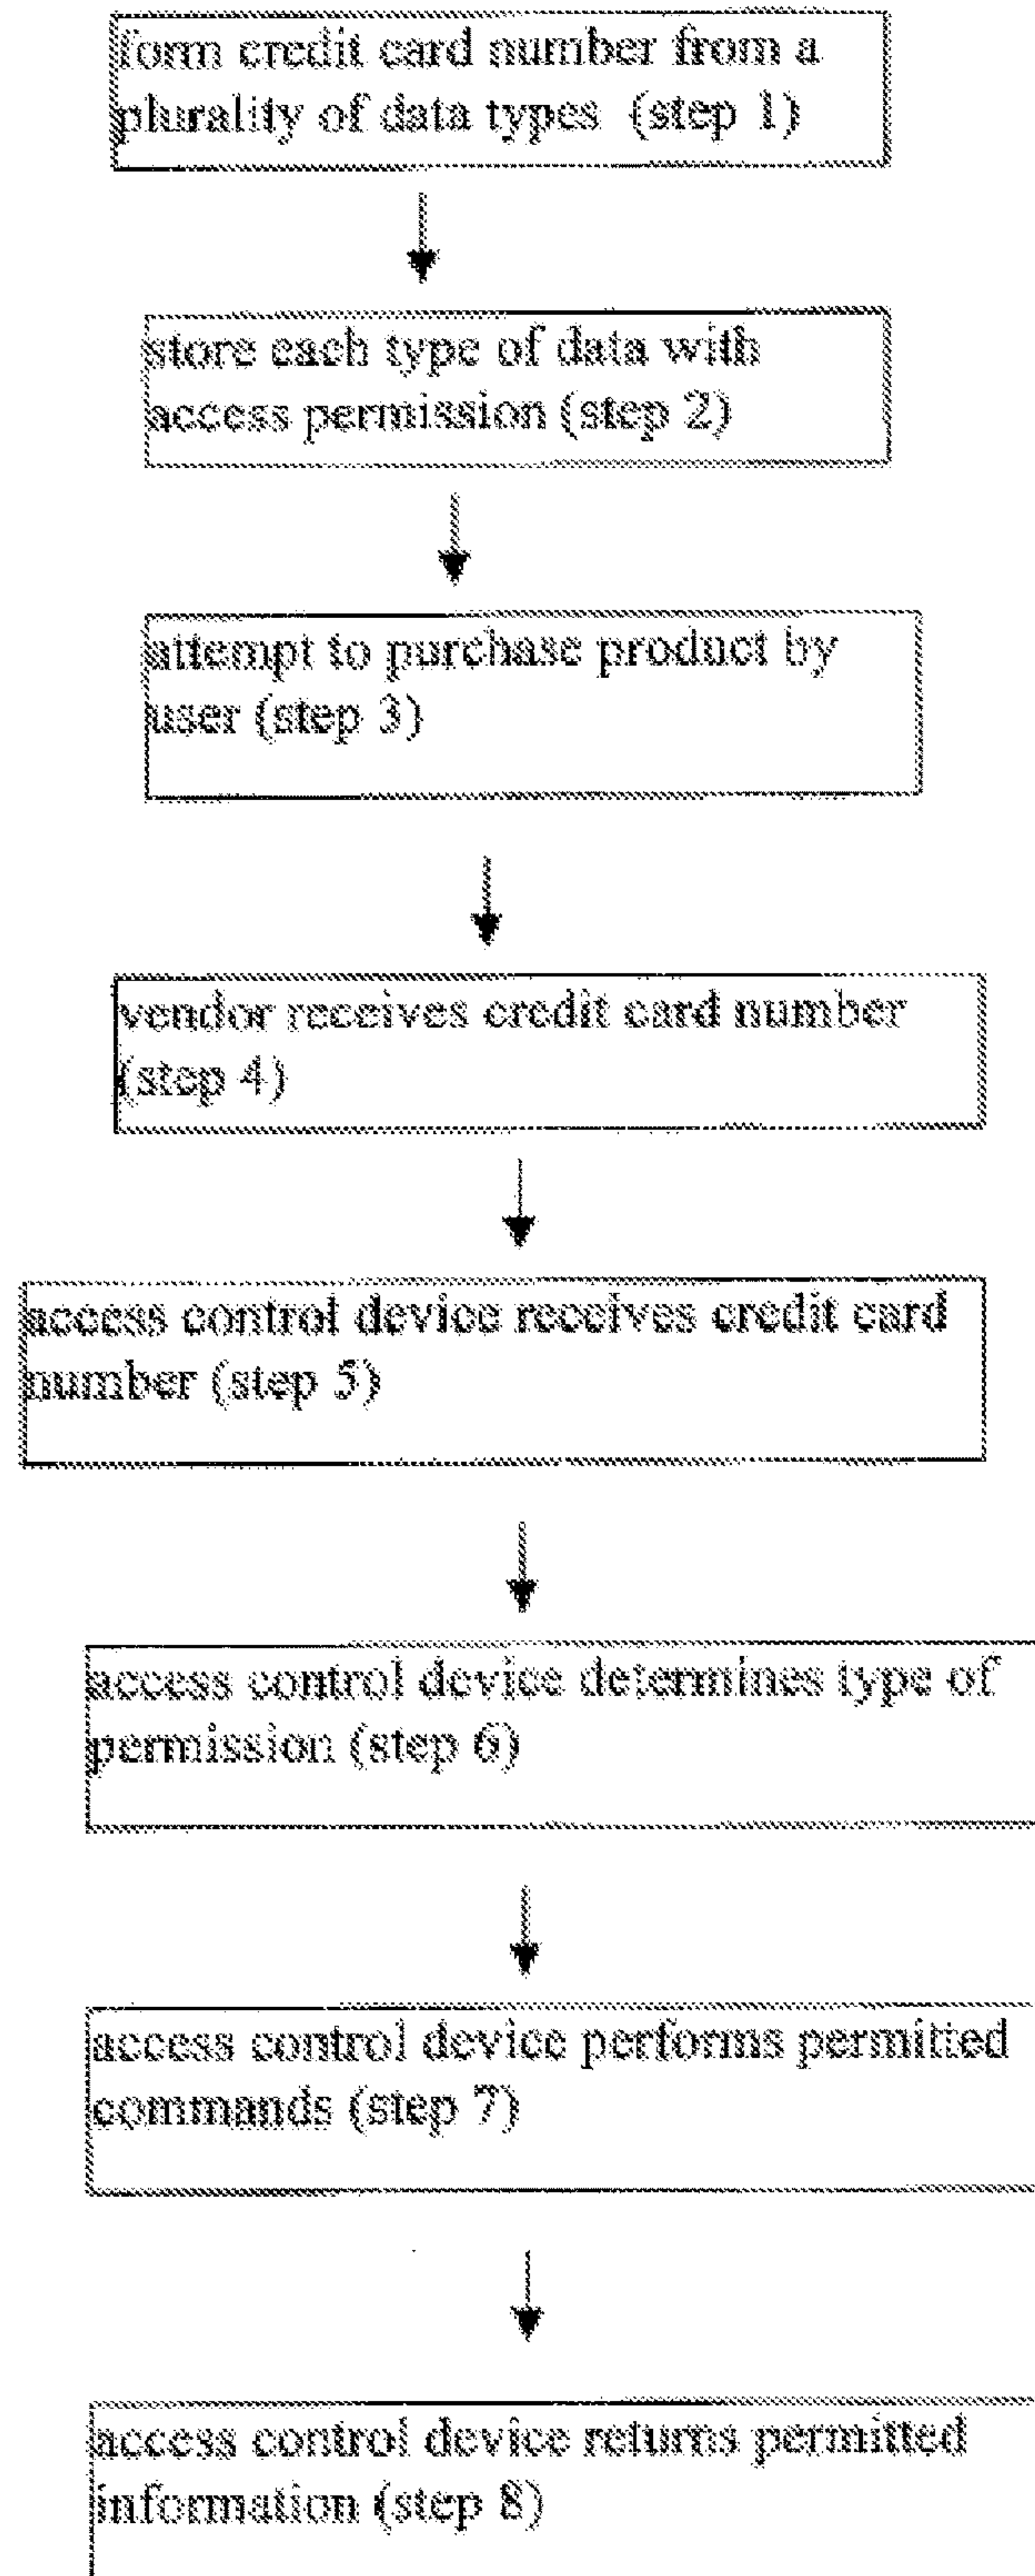 form credit card number from a
plurality of data types (step 1)
store each type of data with
access permission (step 2)
attempt to purchase product by
user (step 3)
vendor receives credit card number
(step 4)
access control device receives credit card
number (step 5)
access control device determines type of
permission (step 6)
access control device performs permitted
commands (step 7)
access control device returns permitted
information (step 8)